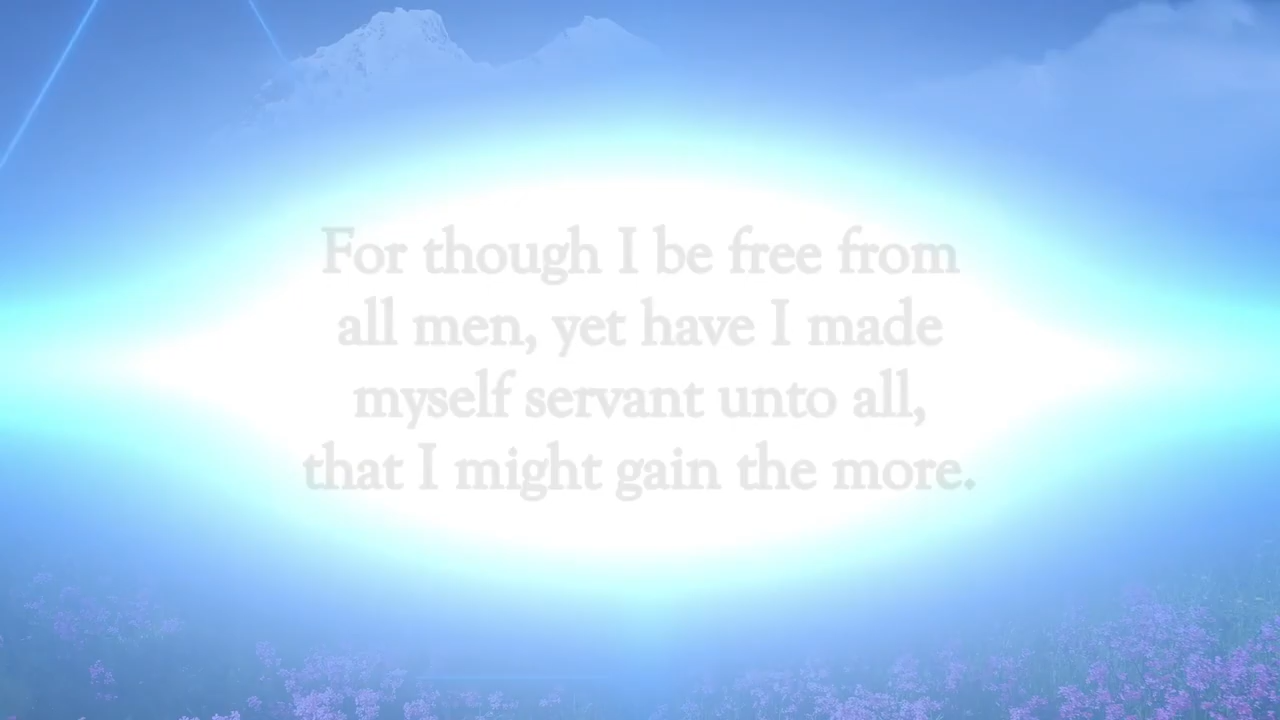 For though I be free from
all men, yet have I made
myself servant unto all,
that I might gain the more.